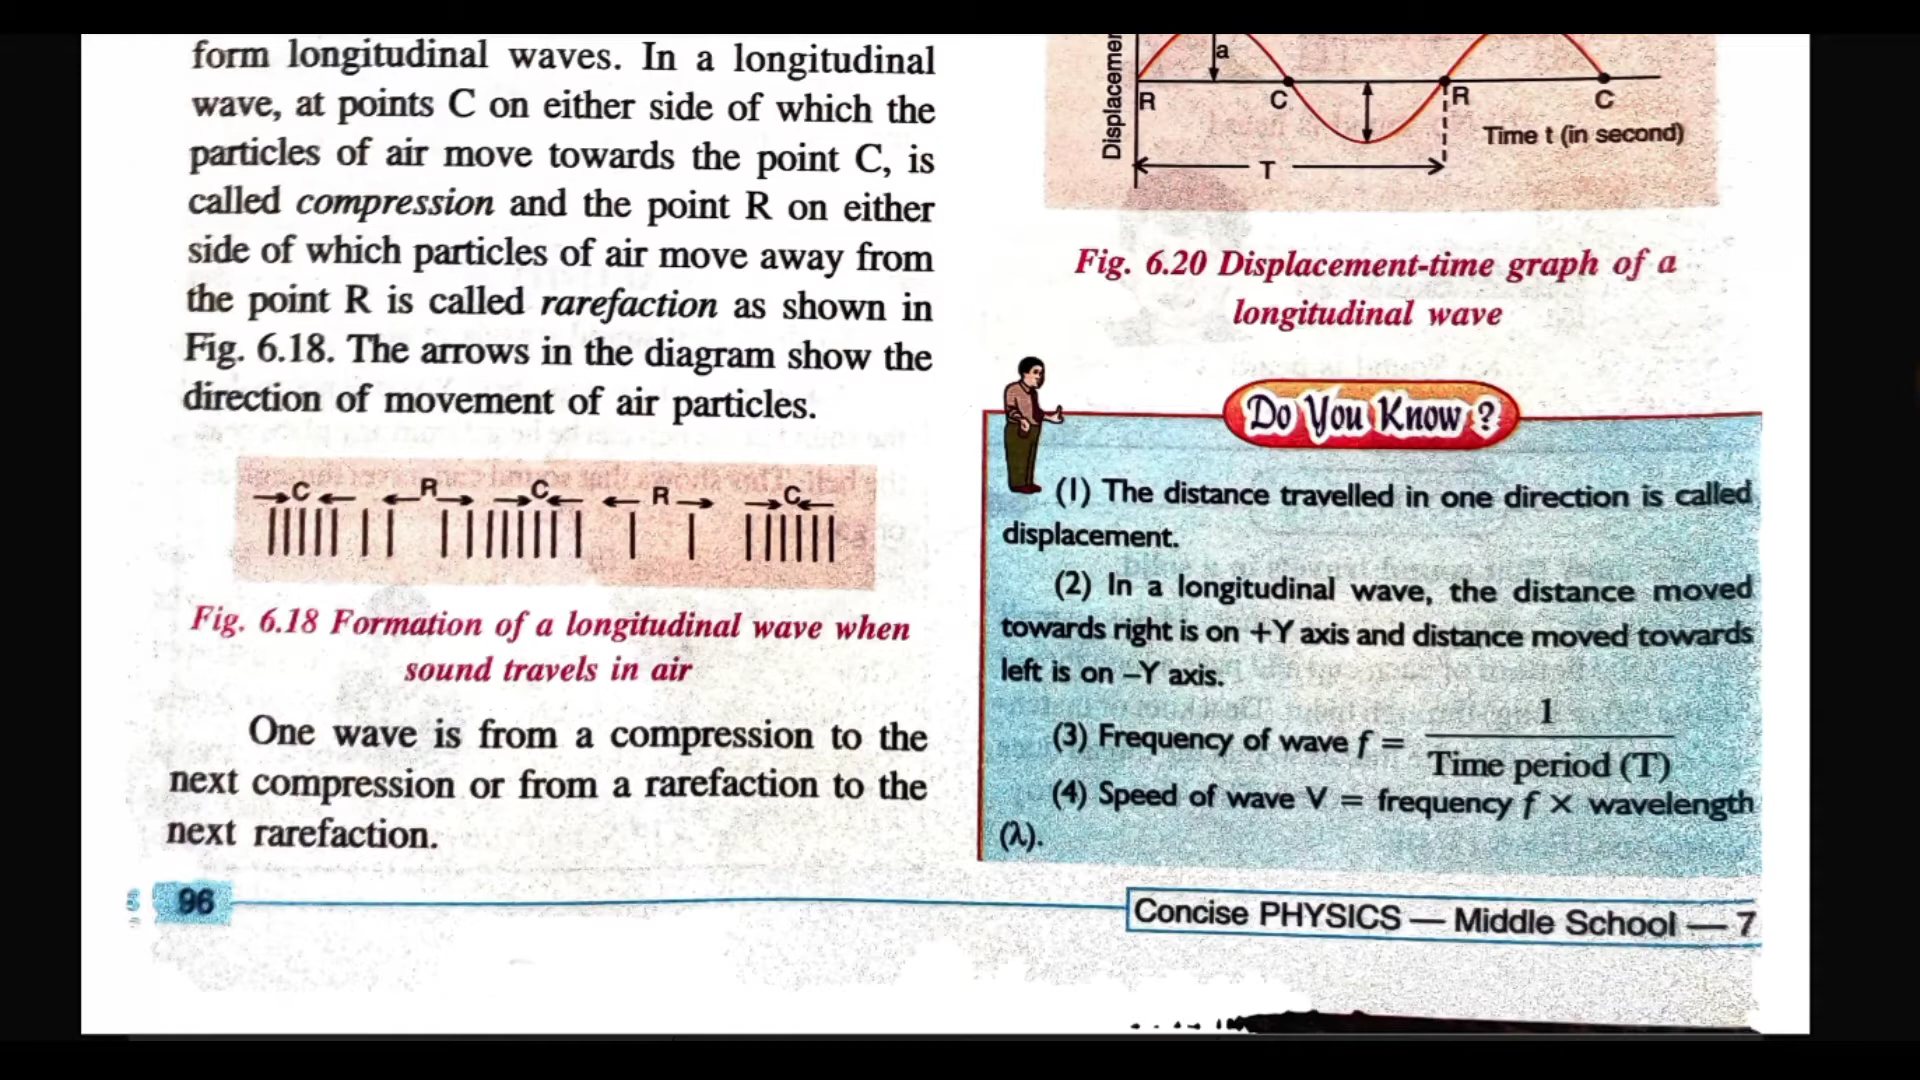 form longitudinal waves. In a longitudinal
wave, at points C on either side of which the
particles of air move towards the point C, is
called compression and the point R on either
side of which particles of air move away from
the point R is called rarefaction as shown in
Fig. 6.18. The arrows in the diagram show the
direction of movement of air particles.
C R C R C
Fig. 6.18 Formation of a longitudinal wave when
sound travels in air
One wave is from a compression to the
next compression or from a rarefaction to the
next rarefaction.
96
a
R C R C
Time t (in second)
T
Fig. 6.20 Displacement-time graph of a
longitudinal wave
Do You Know ?
(1) The distance travelled in one direction is called
displacement.
(2) In a longitudinal wave, the distance moved
towards right is on +Y axis and distance moved towards
left is on –Y axis.
(3) Frequency of wave f = 1
Time period (T)
(4) Speed of wave V = frequency f × wavelength
(λ).
Concise PHYSICS — Middle School — 7